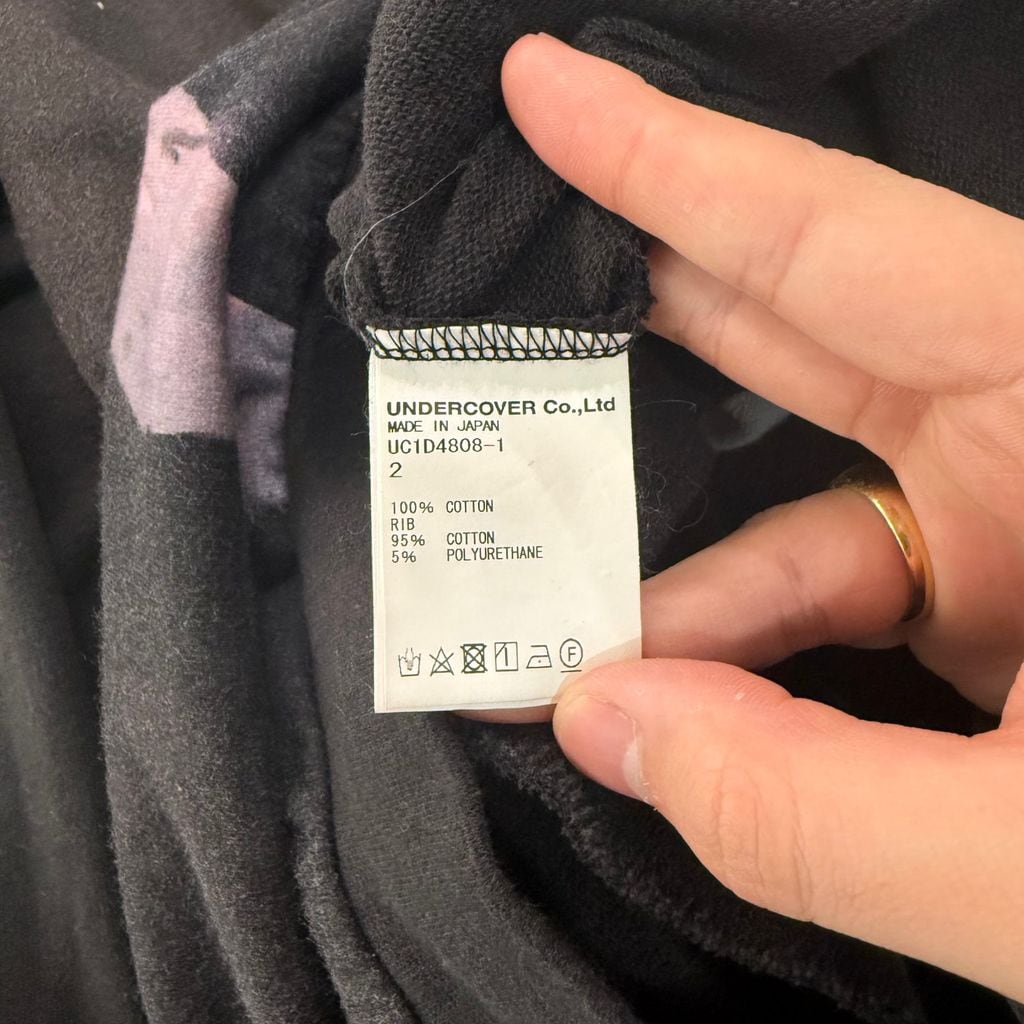 UNDERCOVER Co.,Ltd
MADE IN JAPAN
UC1D4808-1
2
100% COTTON
RIB
95% COTTON
5% POLYURETHANE
F